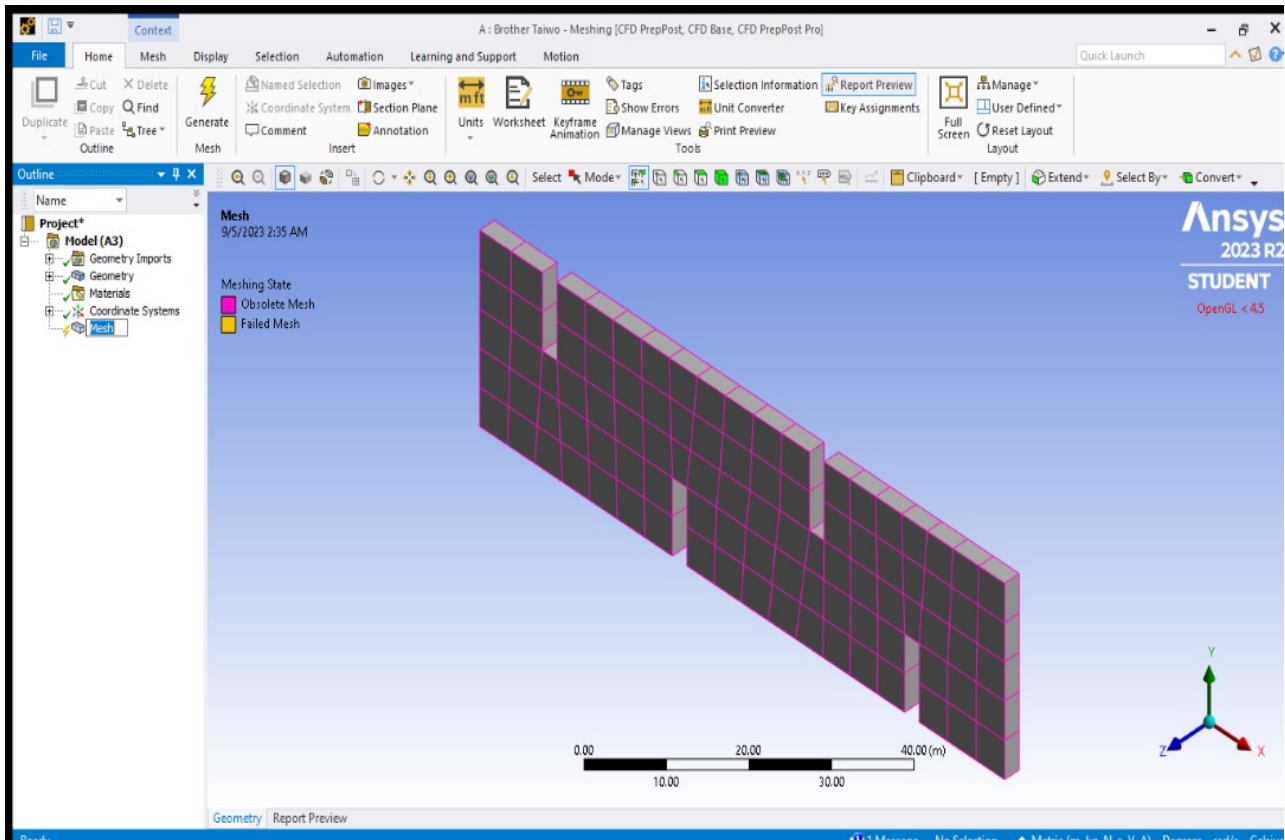 Context
A : Brother Taiwo - Meshing [CFD PrepPost, CFD Base, CFD PrepPost Pro]
File Home Mesh Display Selection Automation Learning and Support Motion Quick Launch
Duplicate Cut Delete
Copy Find
Paste Tree
Outline
Generate
Mesh
Named Selection Images
Coordinate System Section Plane
Comment Annotation
Insert
Units Worksheet Keyframe Animation
Tags Selection Information Report Preview
Show Errors Unit Converter Key Assignments
Manage Views Print Preview
Tools
Full Screen
Manage
User Defined
Reset Layout
Layout
Outline
Name
Project*
Model (A3)
Geometry Imports
Geometry
Materials
Coordinate Systems
Mesh
Select Mode Clipboard [ Empty ] Extend Select By Convert
Mesh
9/5/2023 2:35 AM
Meshing State
Obsolete Mesh
Failed Mesh
Ansys
2023 R2
STUDENT
OpenGL < 4.5
Y
Z X
0.00 20.00 40.00 (m)
10.00 30.00
Geometry Report Preview